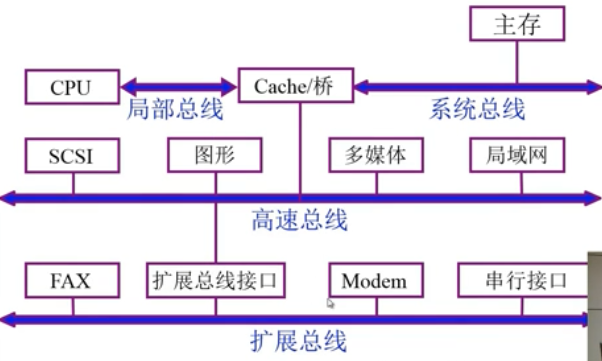 主存
CPU
Cache/桥
局部总线
系统总线
SCSI
图形
多媒体
局域网
高速总线
FAX
扩展总线接口
Modem
串行接口
扩展总线